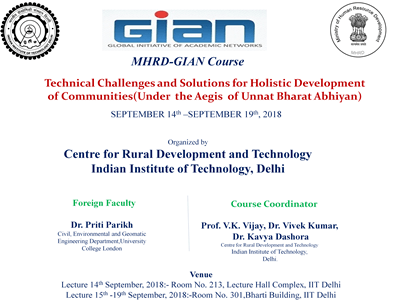 GIAN
GLOBAL INITIATIVE OF ACADEMIC NETWORKS
MHRD-GIAN Course
Technical Challenges and Solutions for Holistic Development
of Communities(Under the Aegis of Unnat Bharat Abhiyan)
SEPTEMBER 14th –SEPTEMBER 19th, 2018
Organized by
Centre for Rural Development and Technology
Indian Institute of Technology, Delhi
Foreign Faculty
Dr. Priti Parikh
Civil, Environmental and Geomatic
Engineering Department,University
College London
Course Coordinator
Prof. V.K. Vijay, Dr. Vivek Kumar,
Dr. Kavya Dashora
Centre for Rural Development and Technology
Indian Institute of Technology,
Delhi
Venue
Lecture 14th September, 2018:- Room No. 213, Lecture Hall Complex, IIT Delhi
Lecture 15th -19th September, 2018:-Room No. 301,Bharti Building, IIT Delhi